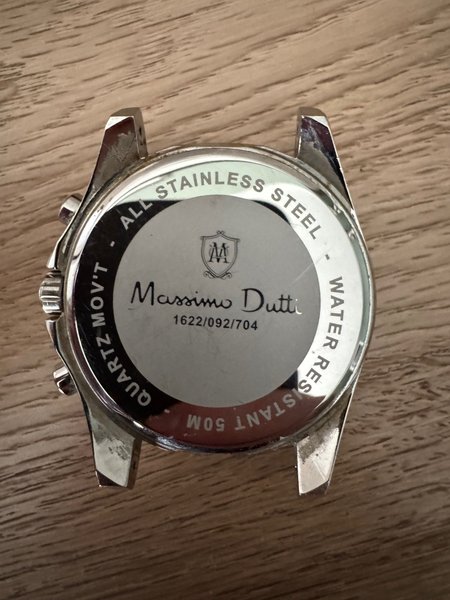 ALL STAINLESS STEEL - WATER RESISTANT 50M
QUARTZ MOV'T -
M
Massimo Dutti
1622/092/704